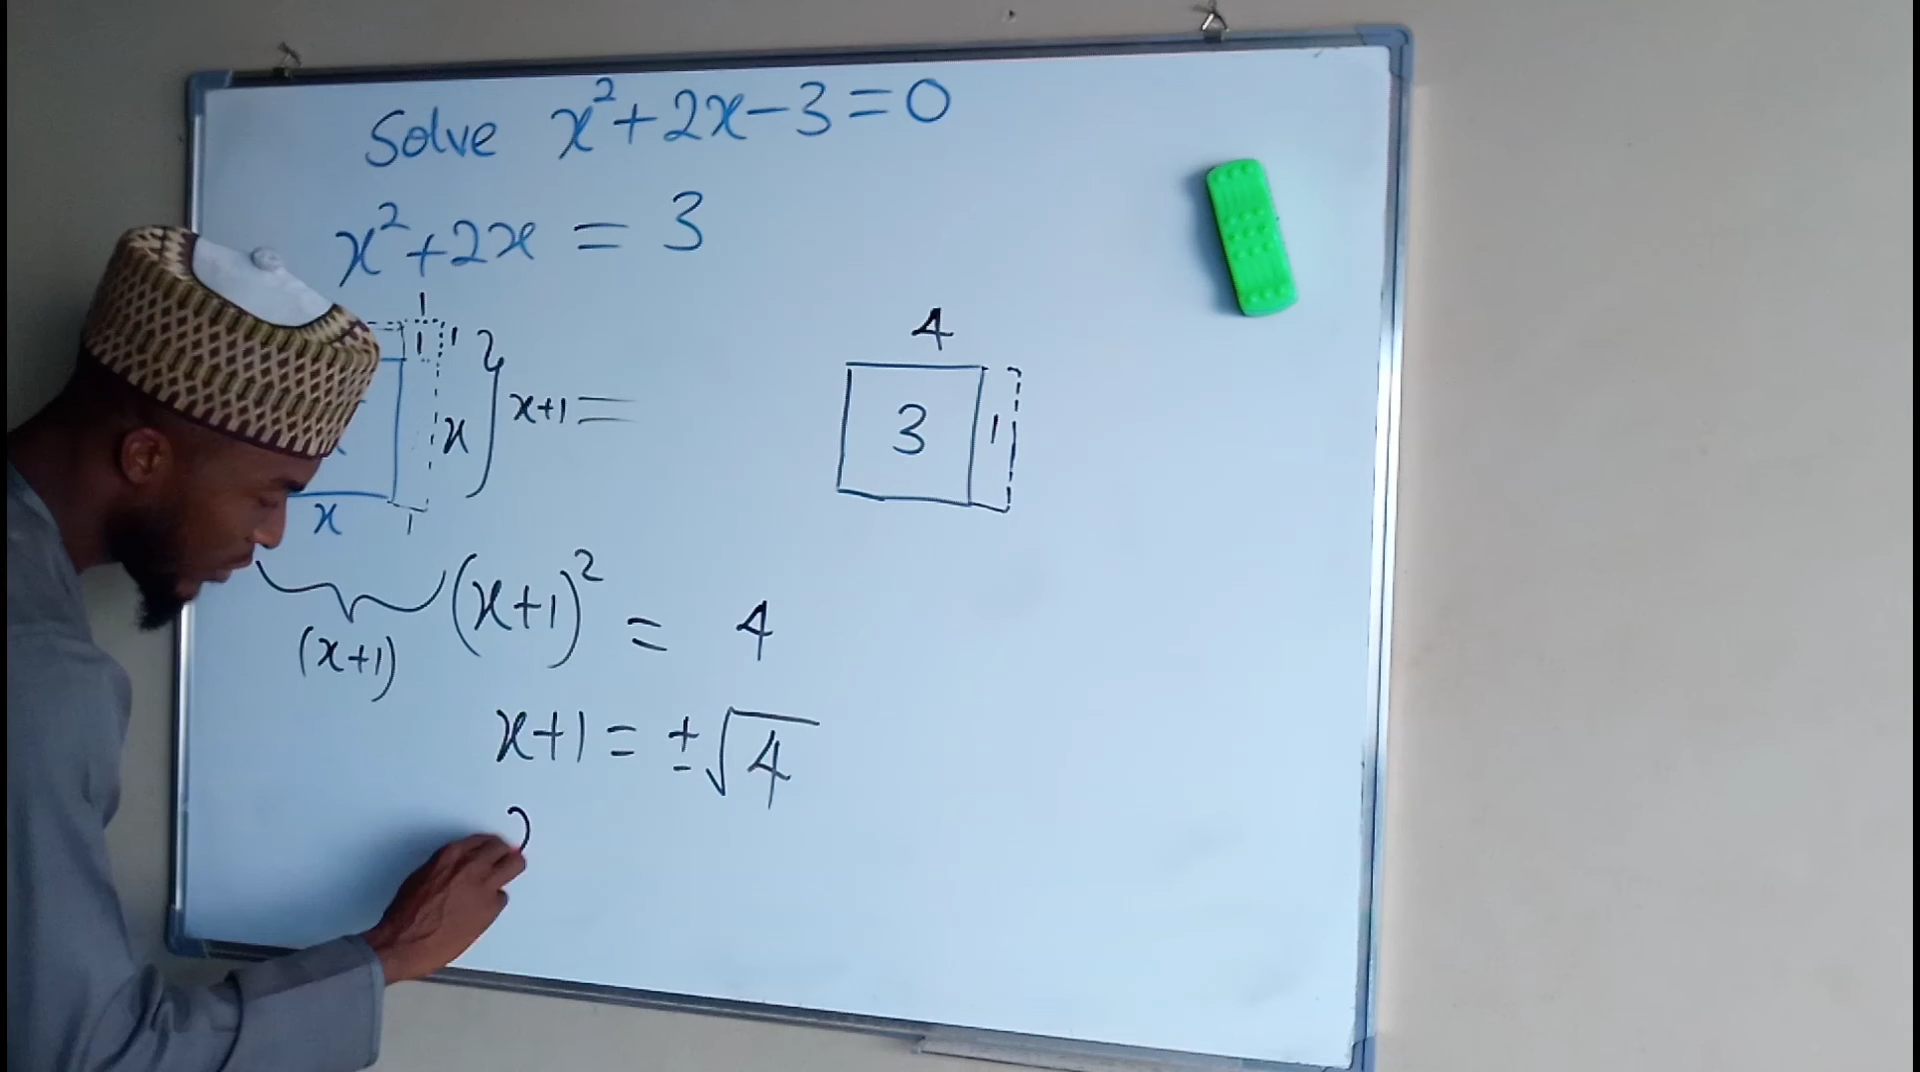 Solve x²+2x-3=0
x²+2x = 3
1
1 1
x x+1 =
x 1
4
3 1
(x+1)² = 4
(x+1)
x+1 = ±√4